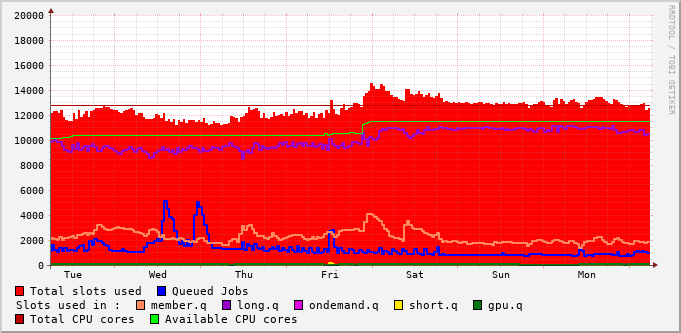 20000
18000
16000
14000
12000
10000
8000
6000
4000
2000
0
Tue Wed Thu Fri Sat Sun Mon
Total slots used Queued Jobs
Slots used in : member.q long.q ondemand.q short.q gpu.q
Total CPU cores Available CPU cores
RRDTOOL / TOBI OETIKER